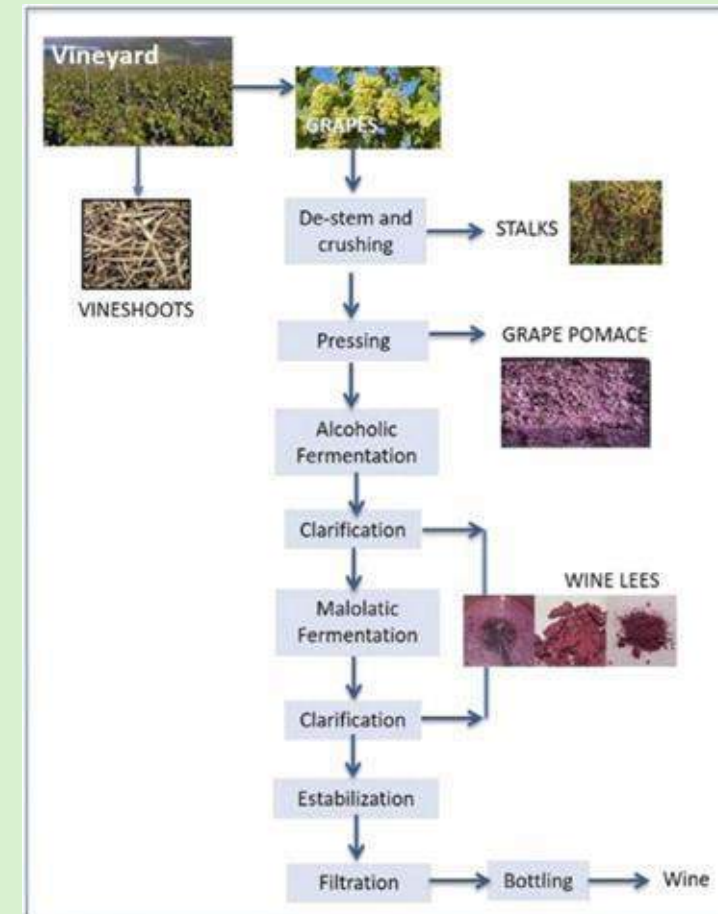 Vineyard
GRAPES
De-stem and
crushing
STALKS
VINESHOOTS
Pressing
GRAPE POMACE
Alcoholic
Fermentation
Clarification
WINE LEES
Malolatic
Fermentation
Clarification
Estabilization
Filtration
Bottling
Wine